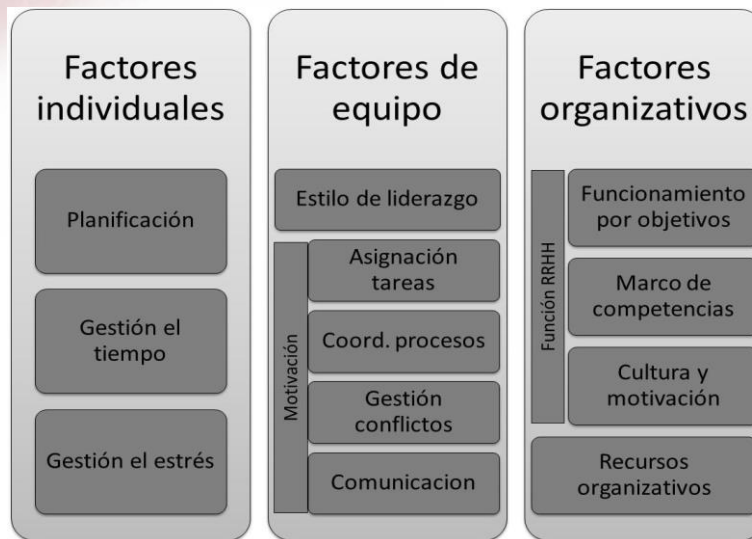 Factores
individuales
Planificación
Gestión el
tiempo
Gestión el estrés
Factores de
equipo
Estilo de liderazgo
Motivación
Asignación
tareas
Coord. procesos
Gestión
conflictos
Comunicacion
Factores
organizativos
Función RRHH
Funcionamiento
por objetivos
Marco de
competencias
Cultura y
motivación
Recursos
organizativos